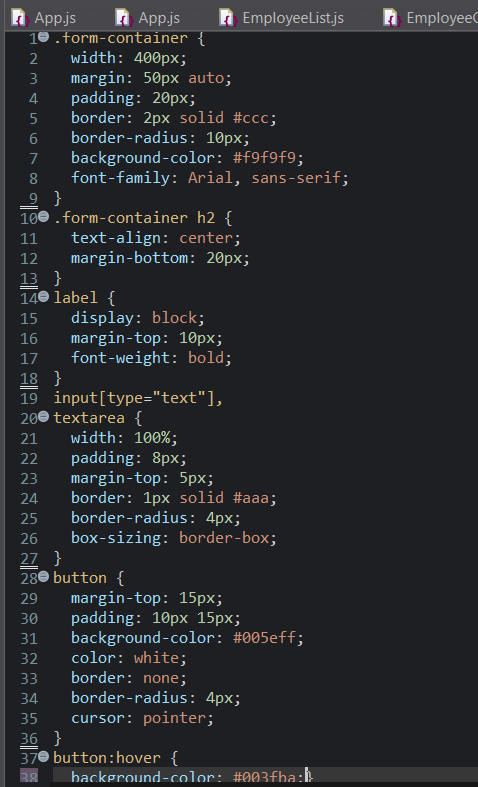 App.js
App.js
EmployeeList.js
Employee
1 .form-container {
2 width: 400px;
3 margin: 50px auto;
4 padding: 20px;
5 border: 2px solid #ccc;
6 border-radius: 10px;
7 background-color: #f9f9f9;
8 font-family: Arial, sans-serif;
9 }
10 .form-container h2 {
11 text-align: center;
12 margin-bottom: 20px;
13 }
14 label {
15 display: block;
16 margin-top: 10px;
17 font-weight: bold;
18 }
19 input[type="text"],
20 textarea {
21 width: 100%;
22 padding: 8px;
23 margin-top: 5px;
24 border: 1px solid #aaa;
25 border-radius: 4px;
26 box-sizing: border-box;
27 }
28 button {
29 margin-top: 15px;
30 padding: 10px 15px;
31 background-color: #005eff;
32 color: white;
33 border: none;
34 border-radius: 4px;
35 cursor: pointer;
36 }
37 button:hover {
38 background-color: #003fba;}